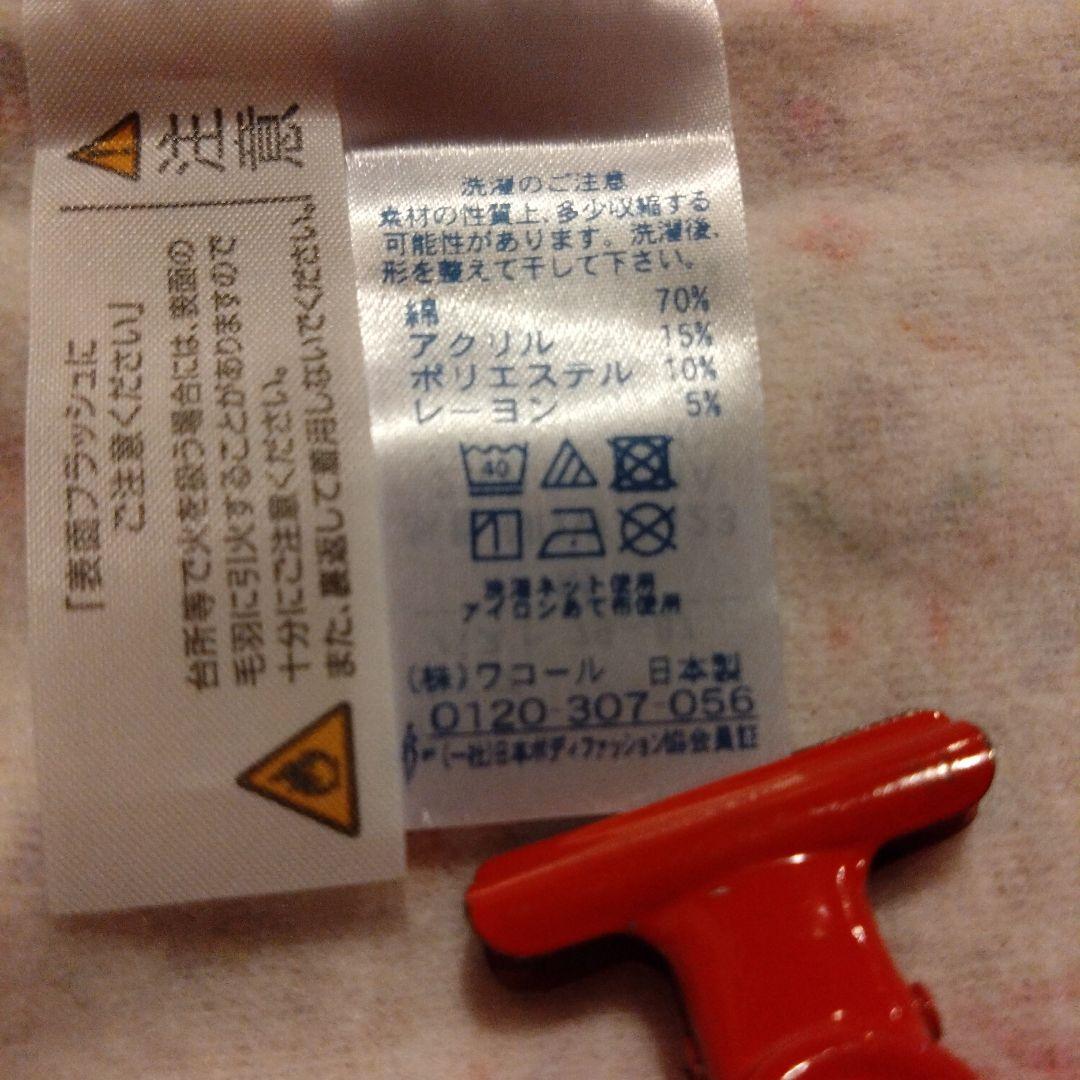 注意
「表面フラッシュに
ご注意ください」
台所等で火を扱う場合には、表面の
毛羽に引火することがありますので
十分にご注意ください。
また、裏返して着用しないでください。
洗濯のご注意
素材の性質上、多少収縮する
可能性があります。洗濯後、
形を整えて干して下さい。
綿 70%
アクリル 15%
ポリエステル 10%
レーヨン 5%
40
洗濯ネット使用
アイロンあて布使用
(株)ワコール 日本製
0120-307-056
(一社)日本ボディファッション協会会員証